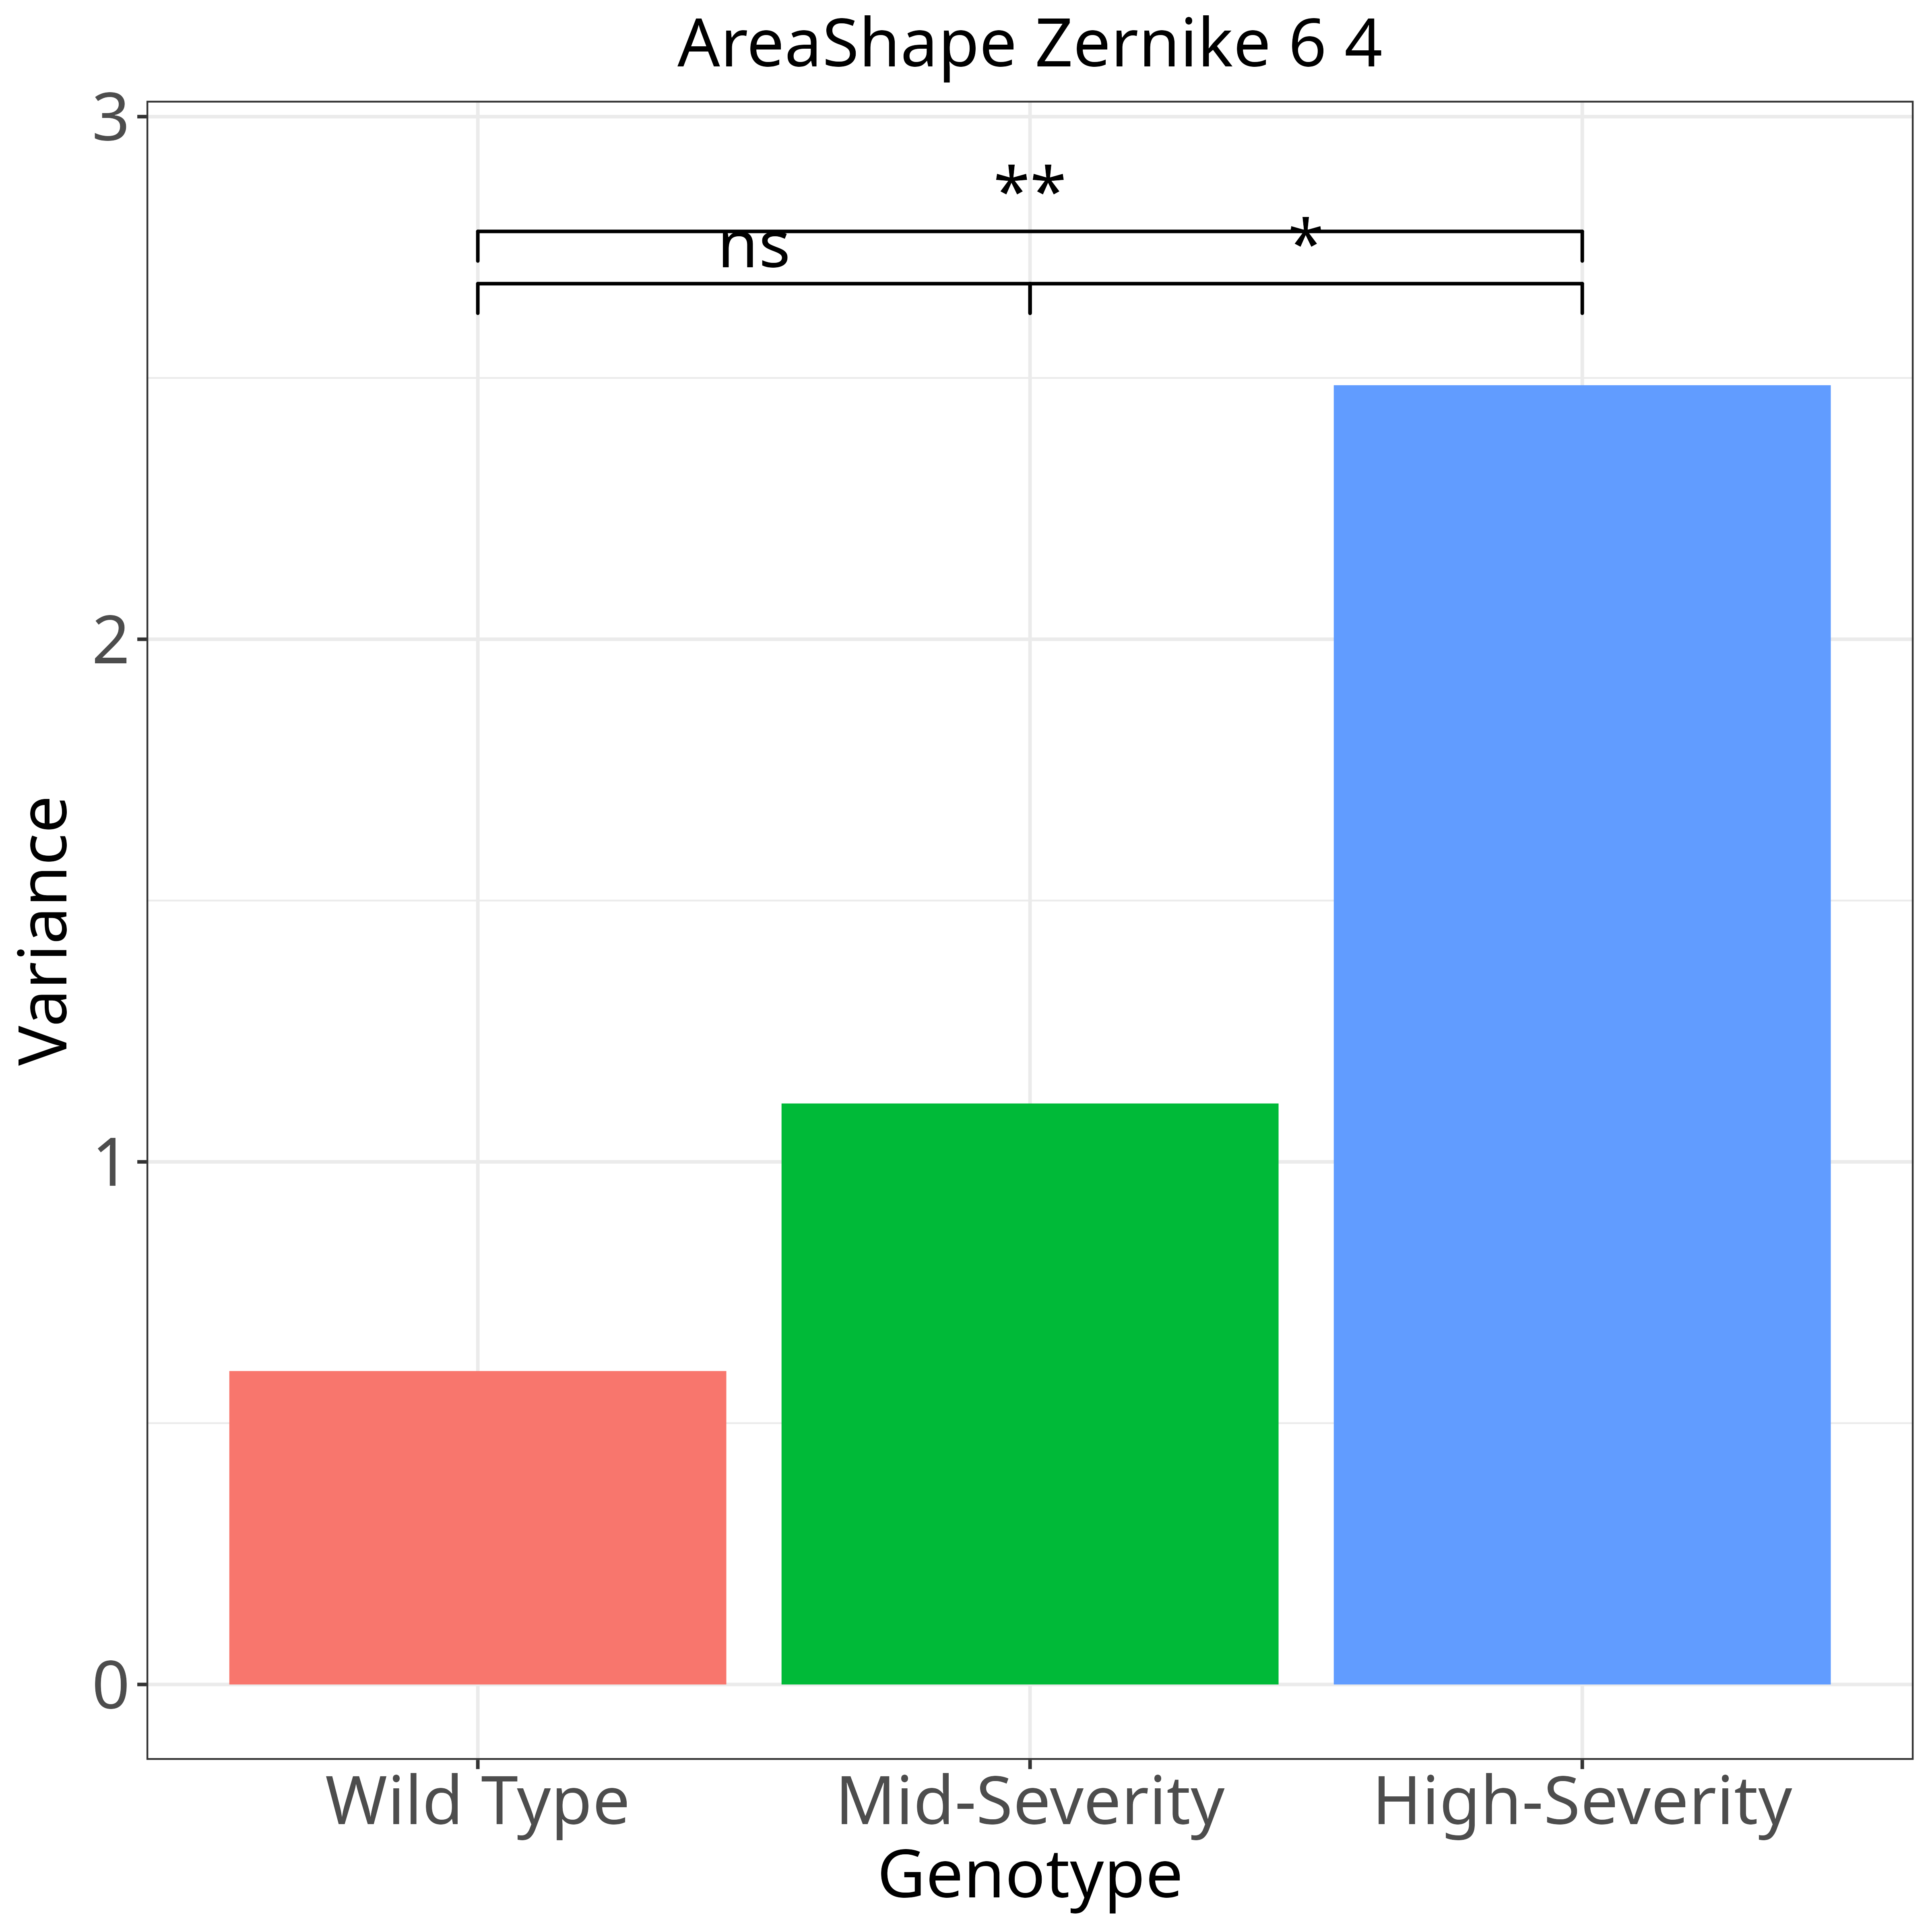 AreaShape Zernike 6 4
3
**
ns
*
2
1
0
Variance
Wild Type Mid-Severity High-Severity
Genotype